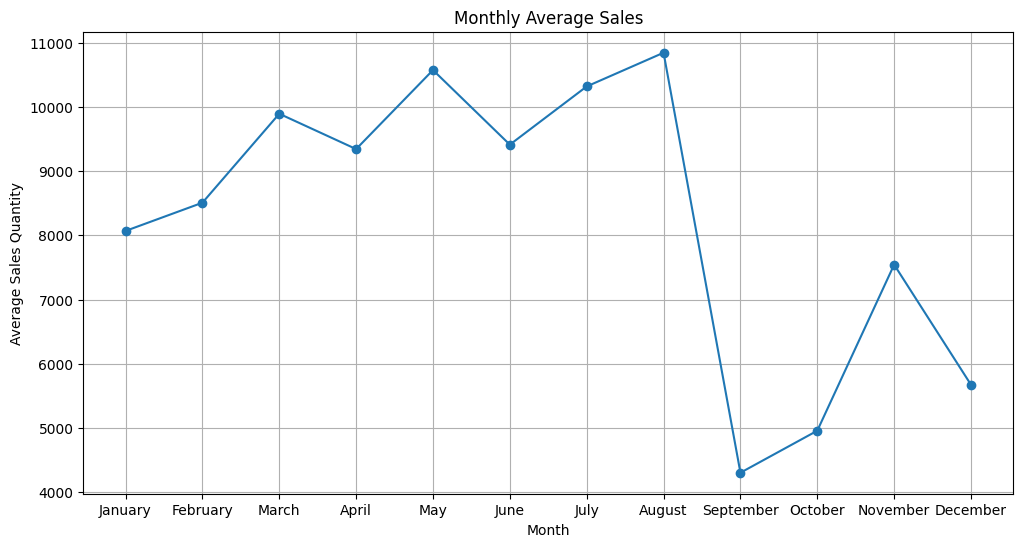 Monthly Average Sales
Average Sales Quantity
11000
10000
9000
8000
7000
6000
5000
4000
January February March April May June July August September October November December
Month